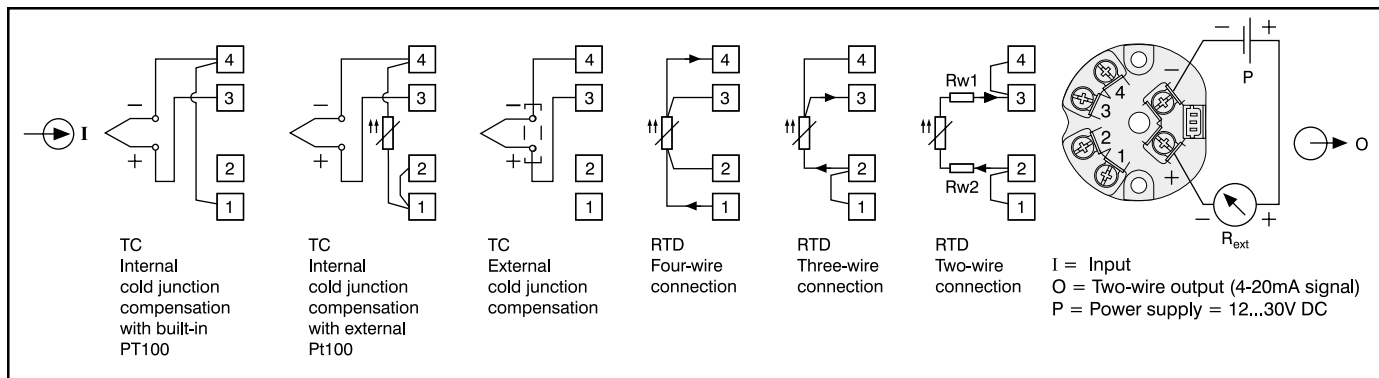 I
−
+
4
3
2
1
TC
Internal
cold junction
compensation
with built-in
PT100
−
+
4
3
2
1
TC
Internal
cold junction
compensation
with external
Pt100
−
+
4
3
2
1
TC
External
cold junction
compensation
4
3
2
1
RTD
Four-wire
connection
4
3
2
1
RTD
Three-wire
connection
Rw1
Rw2
4
3
2
1
RTD
Two-wire
connection
− +
P
−
4
3
2
1
+
O
− +
Rext
I = Input
O = Two-wire output (4-20mA signal)
P = Power supply = 12...30V DC